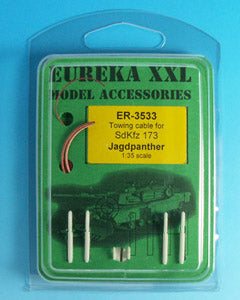 EUREKA XXL
MODEL ACCESSORIES
ER-3533
Towing cable for
SdKfz 173
Jagdpanther
1:35 scale